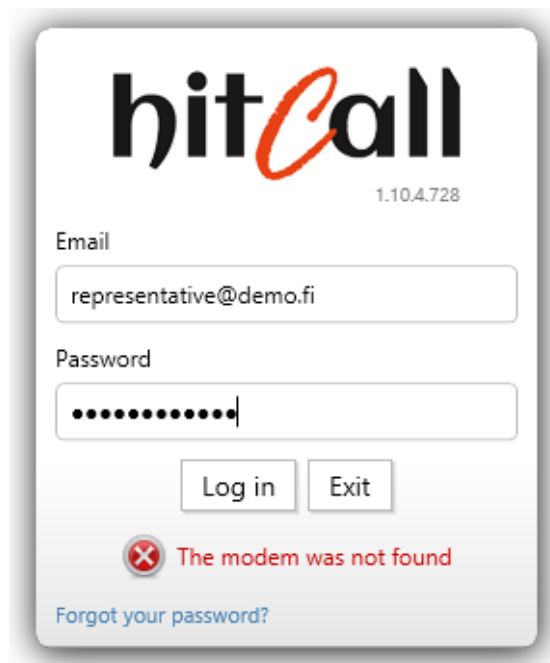 hitCall
1.10.4.728
Email
representative@demo.fi
Password
••••••••••••
Log in Exit
The modem was not found
Forgot your password?